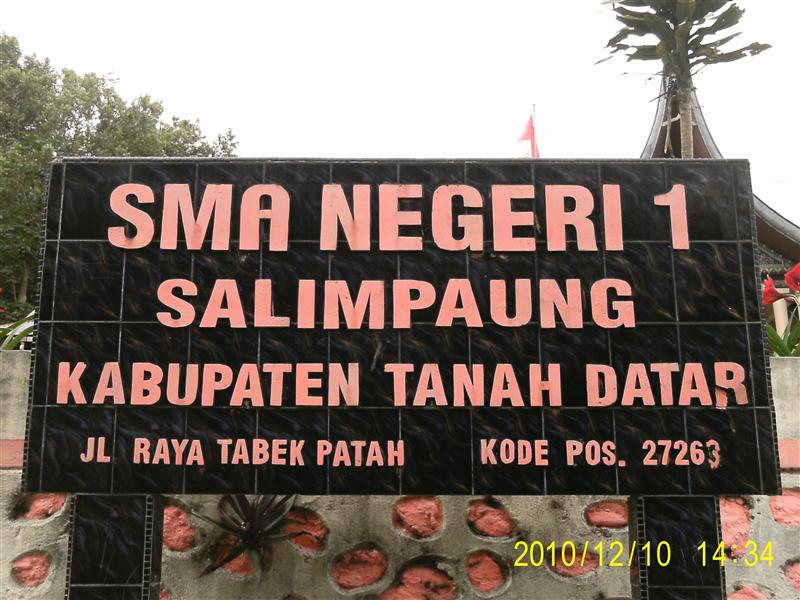 SMA NEGERI 1
SALIMPAUNG
KABUPATEN TANAH DATAR
JL RAYA TABEK PATAH KODE POS. 27263
2010/12/10 14:34